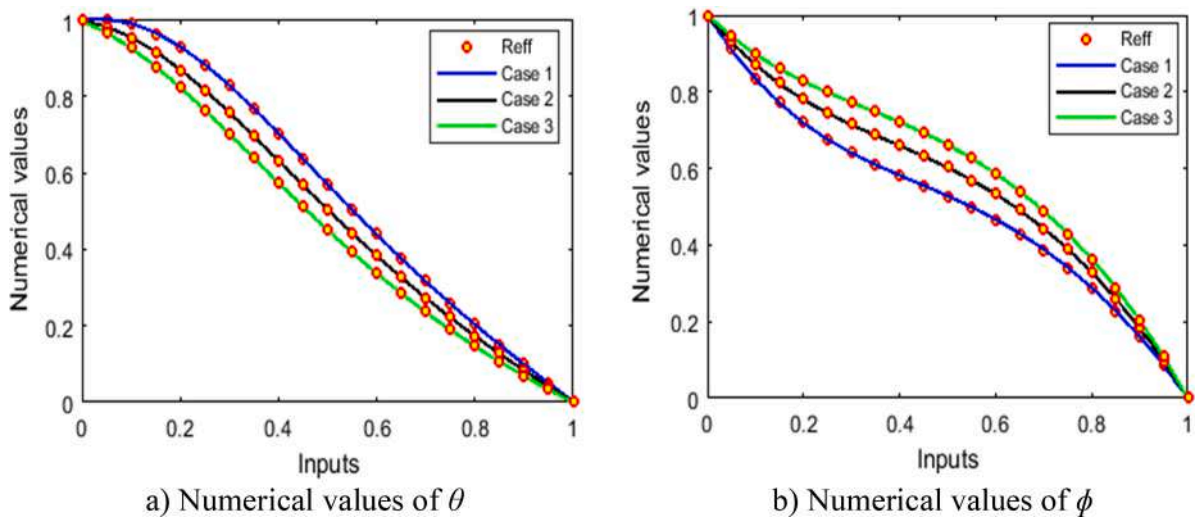 1
0.8
0.6
0.4
0.2
0
0
0.2
0.4
0.6
0.8
1
Numerical values
Inputs
Reff
Case 1
Case 2
Case 3
a) Numerical values of θ
1
0.8
0.6
0.4
0.2
0
0
0.2
0.4
0.6
0.8
1
Numerical values
Inputs
Reff
Case 1
Case 2
Case 3
b) Numerical values of ϕ